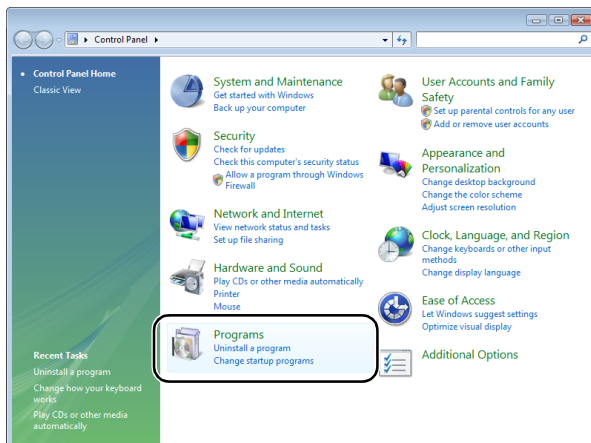 Control Panel
Control Panel Home
Classic View
System and Maintenance
Get started with Windows
Back up your computer
Security
Check for updates
Check this computer's security status
Allow a program through Windows
Firewall
Network and Internet
View network status and tasks
Set up file sharing
Hardware and Sound
Play CDs or other media automatically
Printer
Mouse
Programs
Uninstall a program
Change startup programs
User Accounts and Family
Safety
Set up parental controls for any user
Add or remove user accounts
Appearance and
Personalization
Change desktop background
Change the color scheme
Adjust screen resolution
Clock, Language, and Region
Change keyboards or other input
methods
Change display language
Ease of Access
Let Windows suggest settings
Optimize visual display
Additional Options
Recent Tasks
Uninstall a program
Change how your keyboard
works
Play CDs or other media
automatically